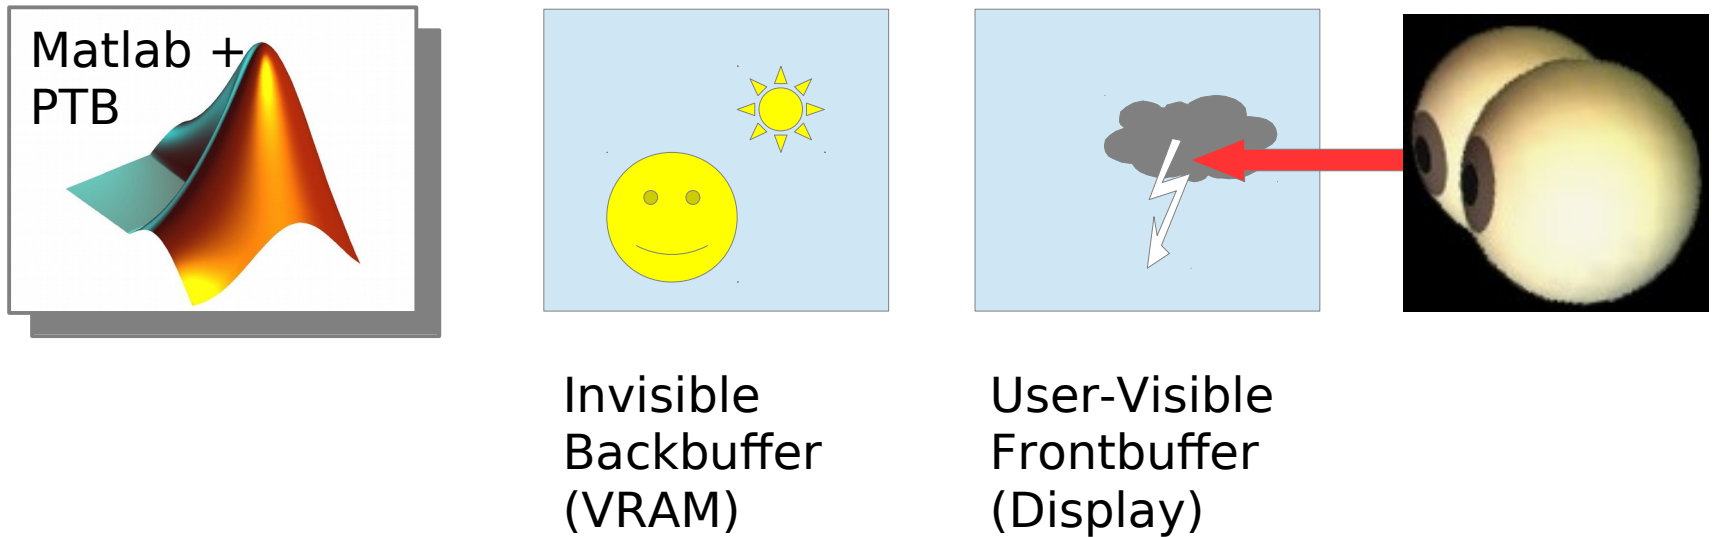 Matlab +
PTB
Invisible
Backbuffer
(VRAM)
User-Visible
Frontbuffer
(Display)